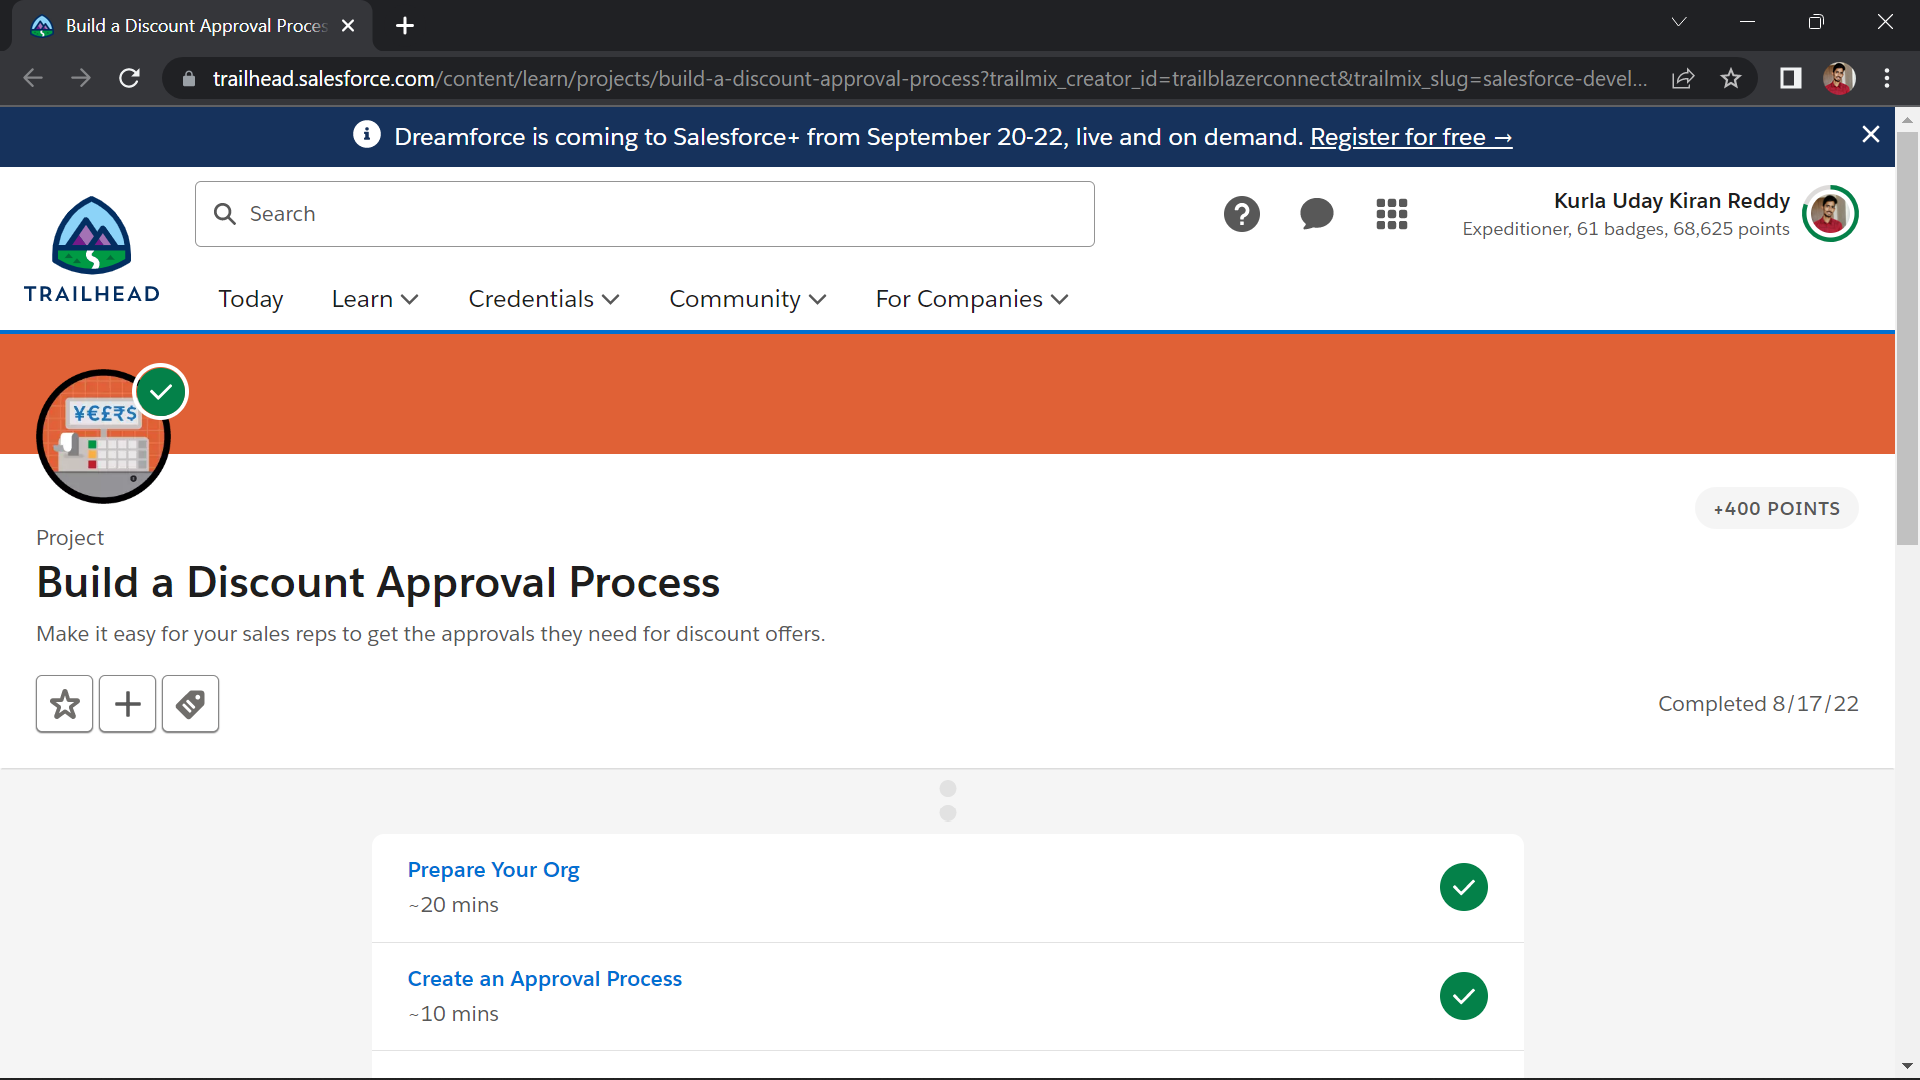 Build a Discount Approval Proces
trailhead.salesforce.com/content/learn/projects/build-a-discount-approval-process?trailmix_creator_id=trailblazerconnect&trailmix_slug=salesforce-devel...
Dreamforce is coming to Salesforce+ from September 20-22, live and on demand. Register for free →
TRAILHEAD
Search
Kurla Uday Kiran Reddy
Expeditioner, 61 badges, 68,625 points
Today
Learn
Credentials
Community
For Companies
¥€£₹$
+400 POINTS
Project
Build a Discount Approval Process
Make it easy for your sales reps to get the approvals they need for discount offers.
Completed 8/17/22
Prepare Your Org
~20 mins
Create an Approval Process
~10 mins